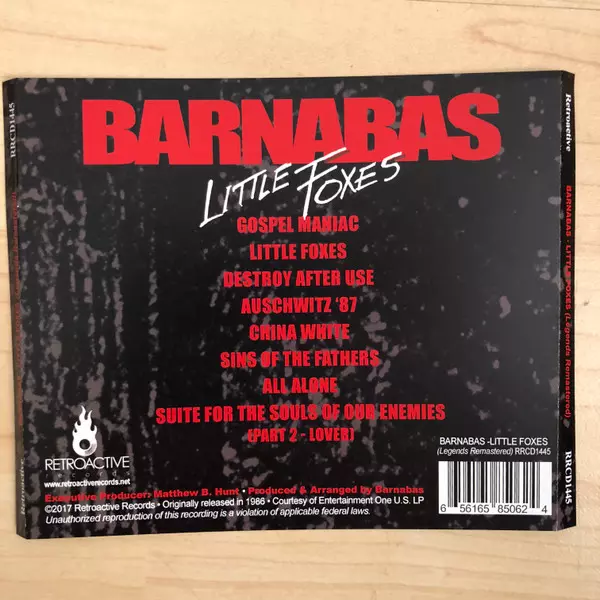 BARNABAS
LITTLE FOXES
GOSPEL MANIAC
LITTLE FOXES
DESTROY AFTER USE
AUSCHWITZ '87
CHINA WHITE
SINS OF THE FATHERS
ALL ALONE
SUITE FOR THE SOULS OF OUR ENEMIES
(PART 2 - LOVER)
RETROACTIVE
records
www.retroactiverecords.net
Executive Producer: Matthew B. Hunt • Produced & Arranged by Barnabas
©2017 Retroactive Records • Originally released in 1986 • Courtesy of Entertainment One U.S. LP
Unauthorized reproduction of this recording is a violation of applicable federal laws.
BARNABAS -LITTLE FOXES
(Legends Remastered) RRCD1445
6 56165 85062 4
RRCD1445
Retroactive
BARNABAS - LITTLE FOXES (Legends Remastered)
RRCD1445